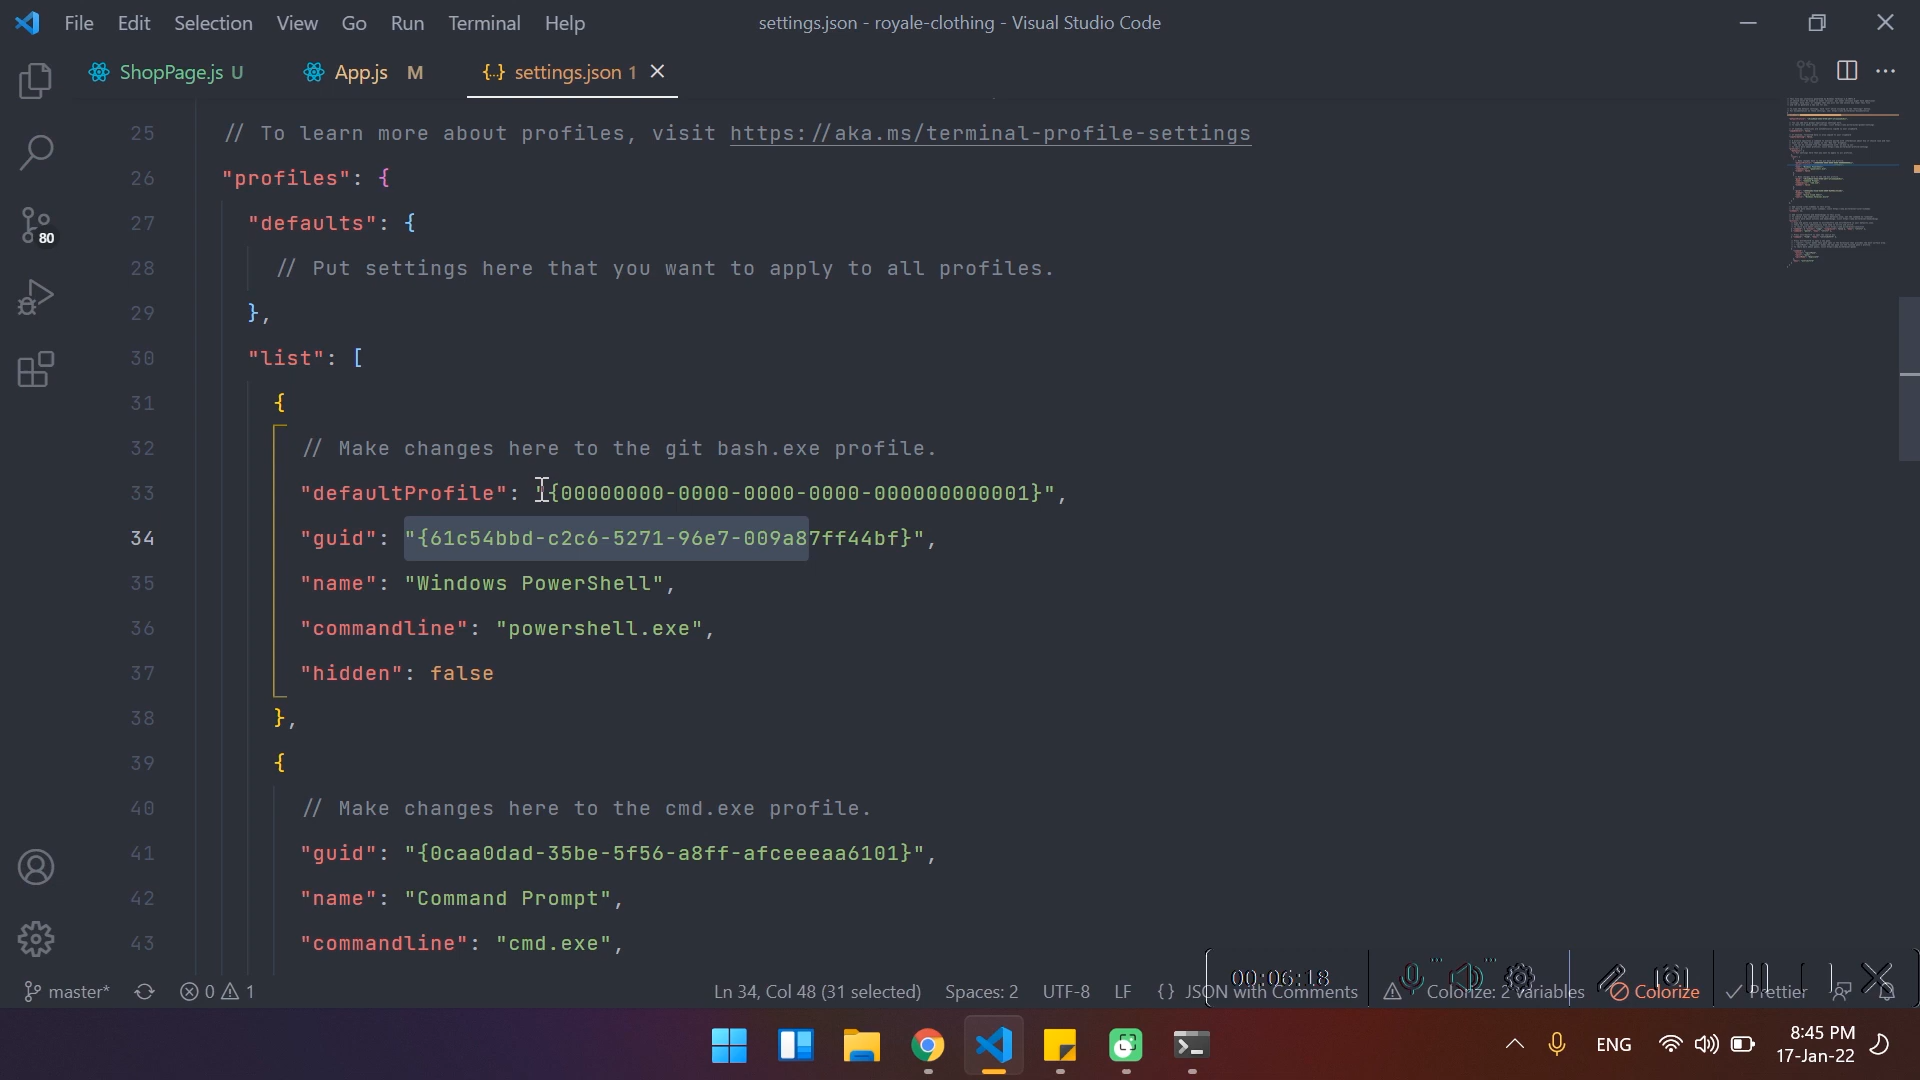 File Edit Selection View Go Run Terminal Help
settings.json - royale-clothing - Visual Studio Code
ShopPage.js U
App.js M
{..} settings.json 1
25 // To learn more about profiles, visit https://aka.ms/terminal-profile-settings
26 "profiles": {
27 "defaults": {
28 // Put settings here that you want to apply to all profiles.
29 },
30 "list": [
31 {
32 // Make changes here to the git bash.exe profile.
33 "defaultProfile": "{00000000-0000-0000-0000-000000000001}",
34 "guid": "{61c54bbd-c2c6-5271-96e7-009a87ff44bf}",
35 "name": "Windows PowerShell",
36 "commandline": "powershell.exe",
37 "hidden": false
38 },
39 {
40 // Make changes here to the cmd.exe profile.
41 "guid": "{0caa0dad-35be-5f56-a8ff-afceeeaa6101}",
42 "name": "Command Prompt",
43 "commandline": "cmd.exe",
80
00:06:18
master* 0 1 Ln 34, Col 48 (31 selected) Spaces: 2 UTF-8 LF {} JSON with Comments Colorize: 2 variables Colorize Prettier
ENG
8:45 PM
17-Jan-22